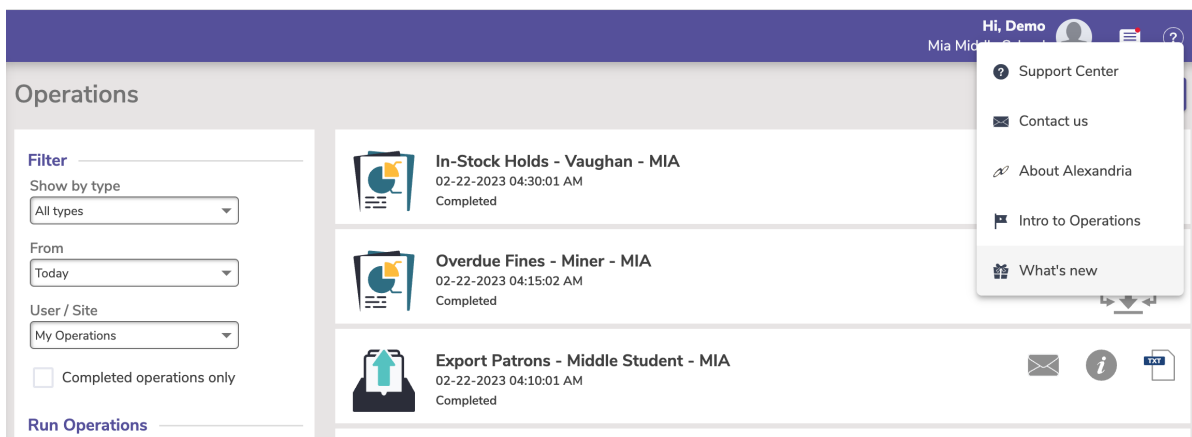 Hi, Demo
Mia Mid
?
Operations
Support Center
Contact us
About Alexandria
Intro to Operations
What's new
Filter
Show by type
All types
From
Today
User / Site
My Operations
Completed operations only
Run Operations
In-Stock Holds - Vaughan - MIA
02-22-2023 04:30:01 AM
Completed
Overdue Fines - Miner - MIA
02-22-2023 04:15:02 AM
Completed
Export Patrons - Middle Student - MIA
02-22-2023 04:10:01 AM
Completed
i
TXT